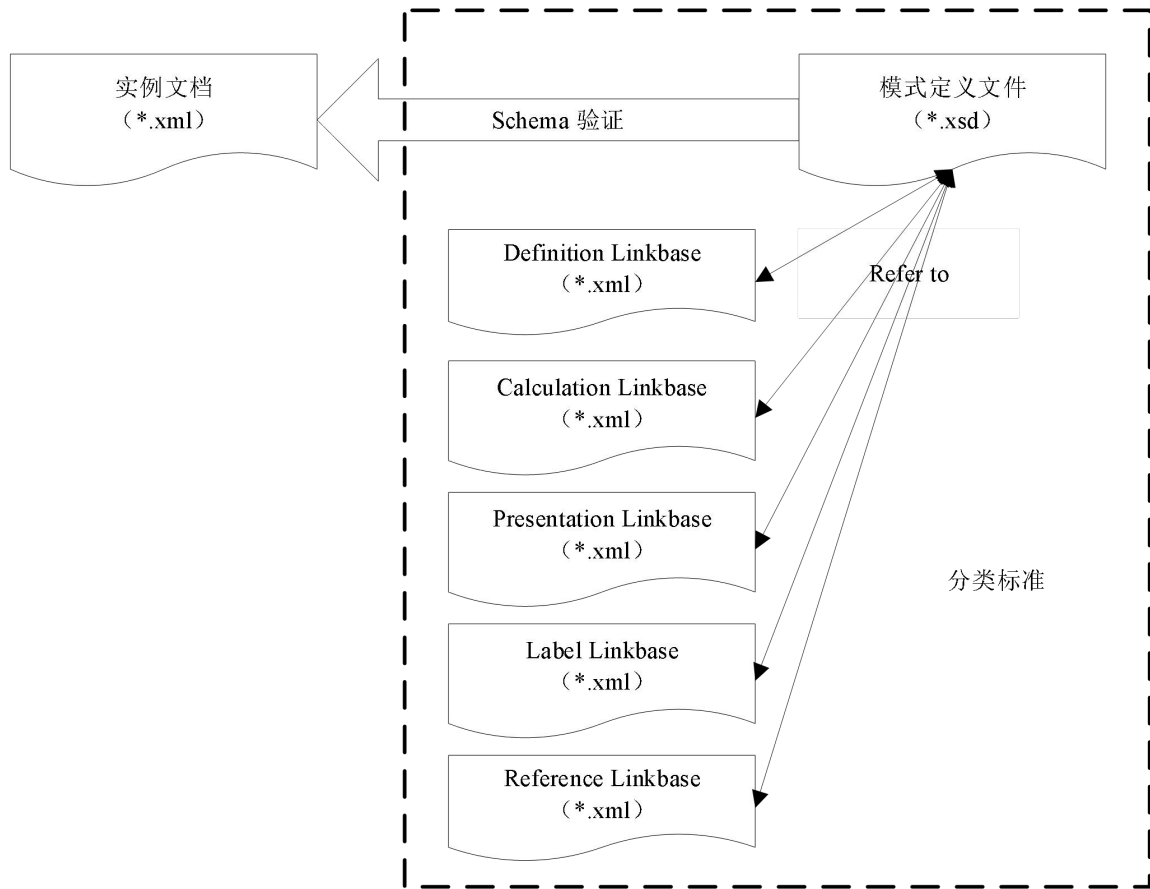 实例文档
（*.xml）
Schema 验证
模式定义文件
（*.xsd）
Definition Linkbase
（*.xml）
Refer to
Calculation Linkbase
（*.xml）
Presentation Linkbase
（*.xml）
分类标准
Label Linkbase
（*.xml）
Reference Linkbase
（*.xml）